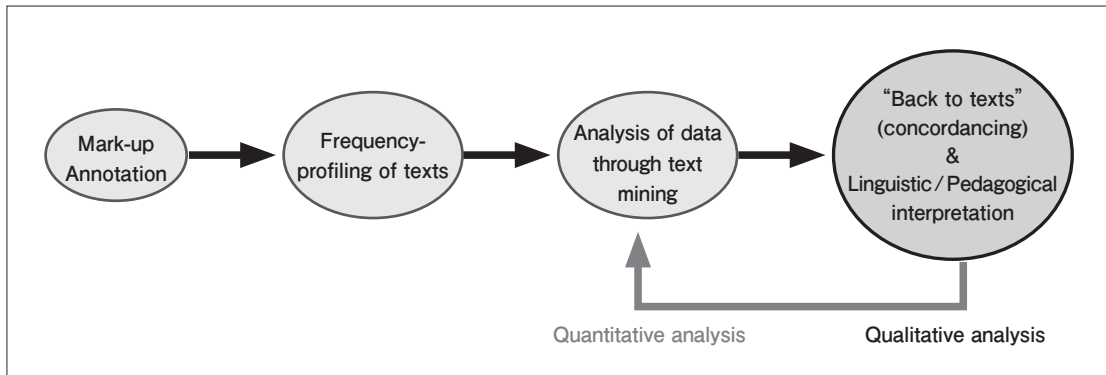 Mark-up
Annotation
Frequency-
profiling of texts
Analysis of data
through text
mining
“Back to texts”
(concordancing)
&
Linguistic / Pedagogical
interpretation
Quantitative analysis
Qualitative analysis